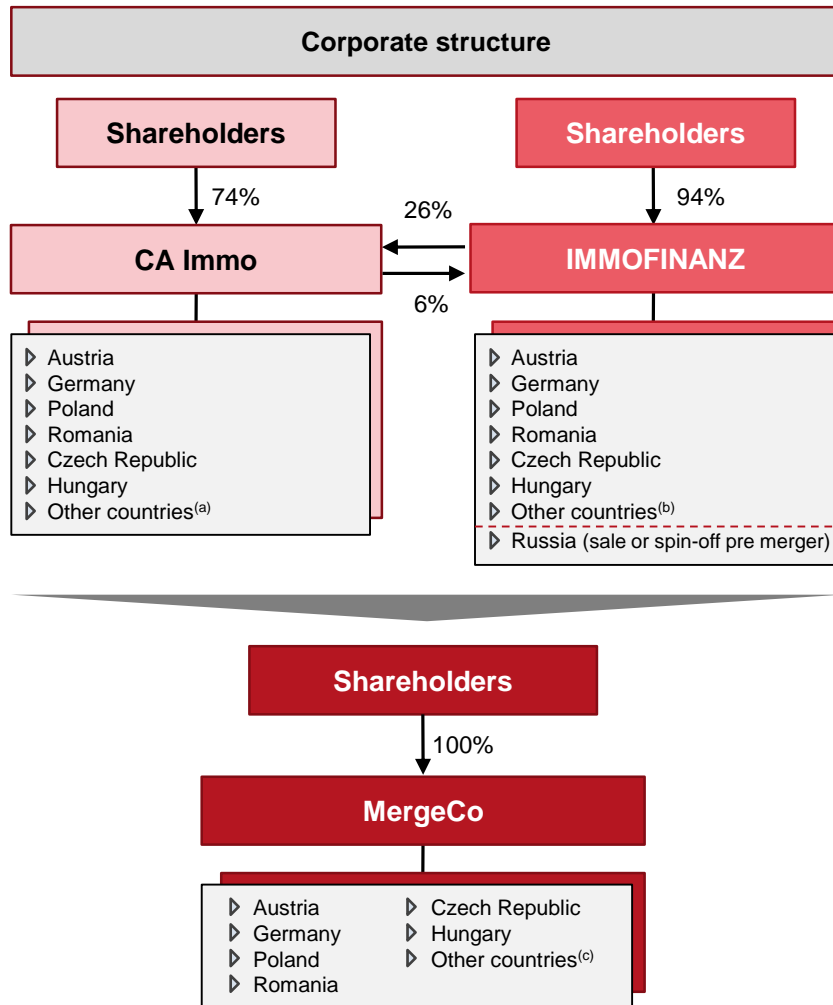 Corporate structure
Shareholders
Shareholders
74%
26%
94%
CA Immo
IMMOFINANZ
6%
Austria
Germany
Poland
Romania
Czech Republic
Hungary
Other countries(a)
Austria
Germany
Poland
Romania
Czech Republic
Hungary
Other countries(b)
Russia (sale or spin-off pre merger)
Shareholders
100%
MergeCo
Austria
Germany
Poland
Romania
Czech Republic
Hungary
Other countries(c)